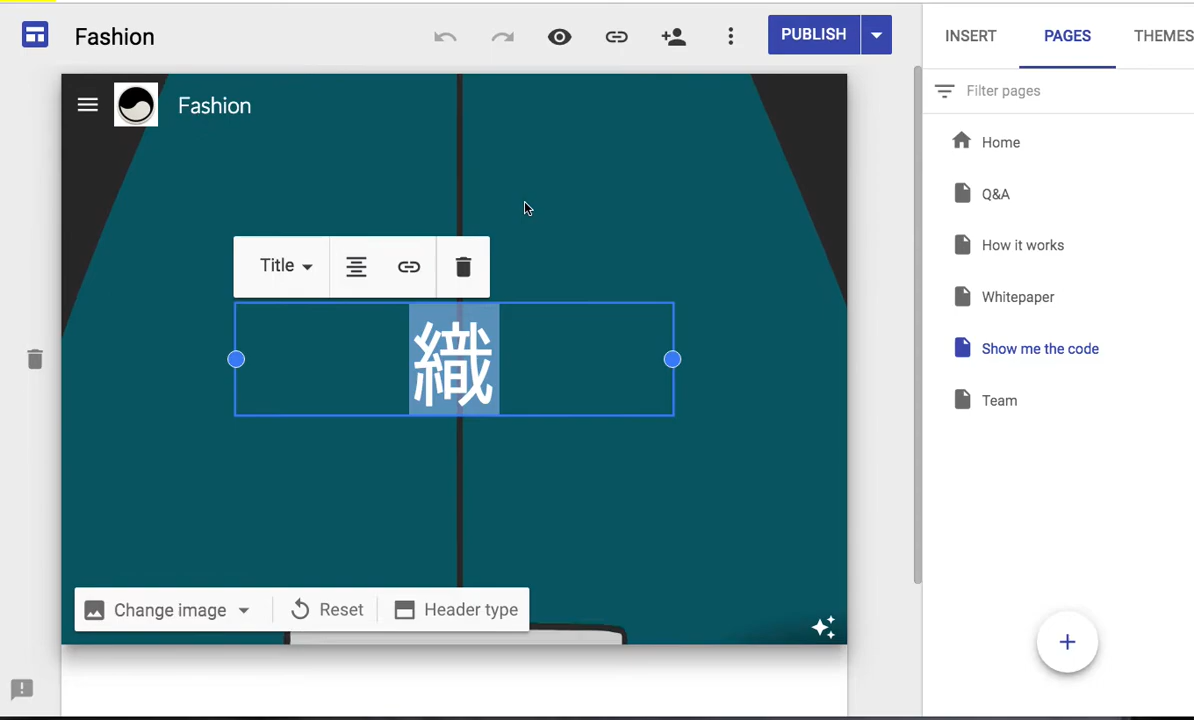 Fashion
PUBLISH
INSERT
PAGES
THEMES
Fashion
Title
織
Change image
Reset
Header type
Filter pages
Home
Q&A
How it works
Whitepaper
Show me the code
Team